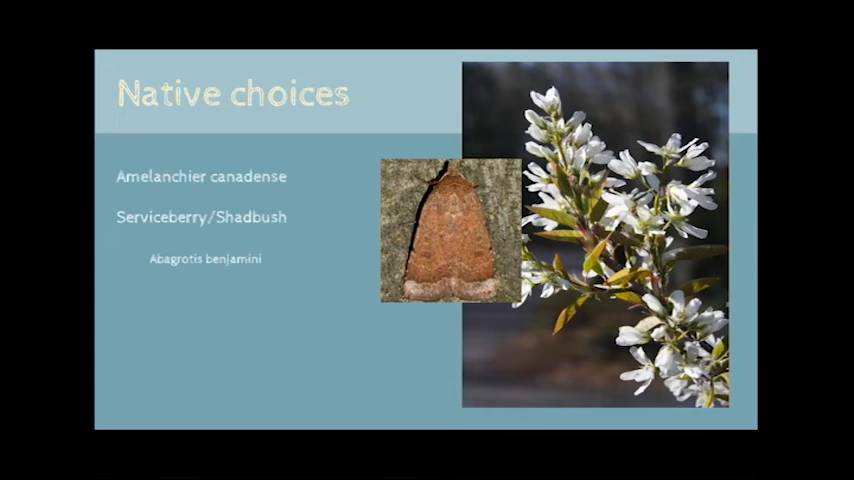 Native choices
Amelanchier canadense
Serviceberry/Shadbush
Abagrotis benjamini